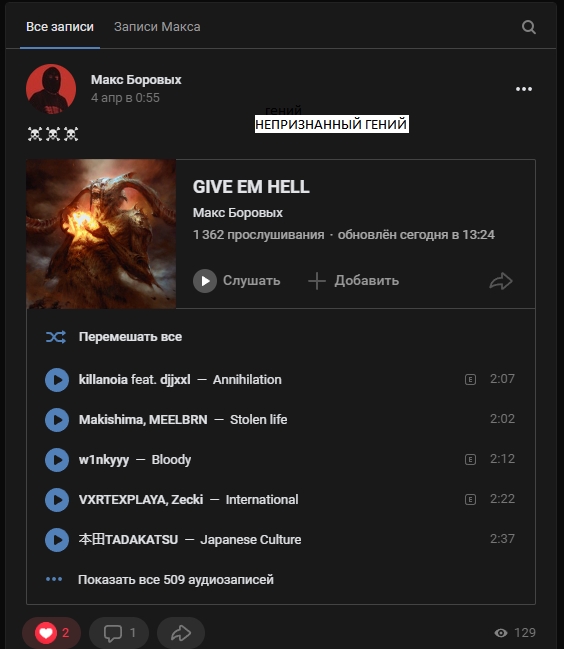 Все записи Записи Макса
Макс Боровых
4 апр в 0:55
гений
НЕПРИЗНАННЫЙ ГЕНИЙ
☠☠☠
GIVE EM HELL
Макс Боровых
1 362 прослушивания · обновлён сегодня в 13:24
Слушать Добавить
Перемешать все
killanoia feat. djjxxl — Annihilation E 2:07
Makishima, MEELBRN — Stolen life 2:02
w1nkyyy — Bloody E 2:12
VXRTEXPLAYA, Zecki — International E 2:22
本田TADAKATSU — Japanese Culture 2:37
Показать все 509 аудиозаписей
2 1 129